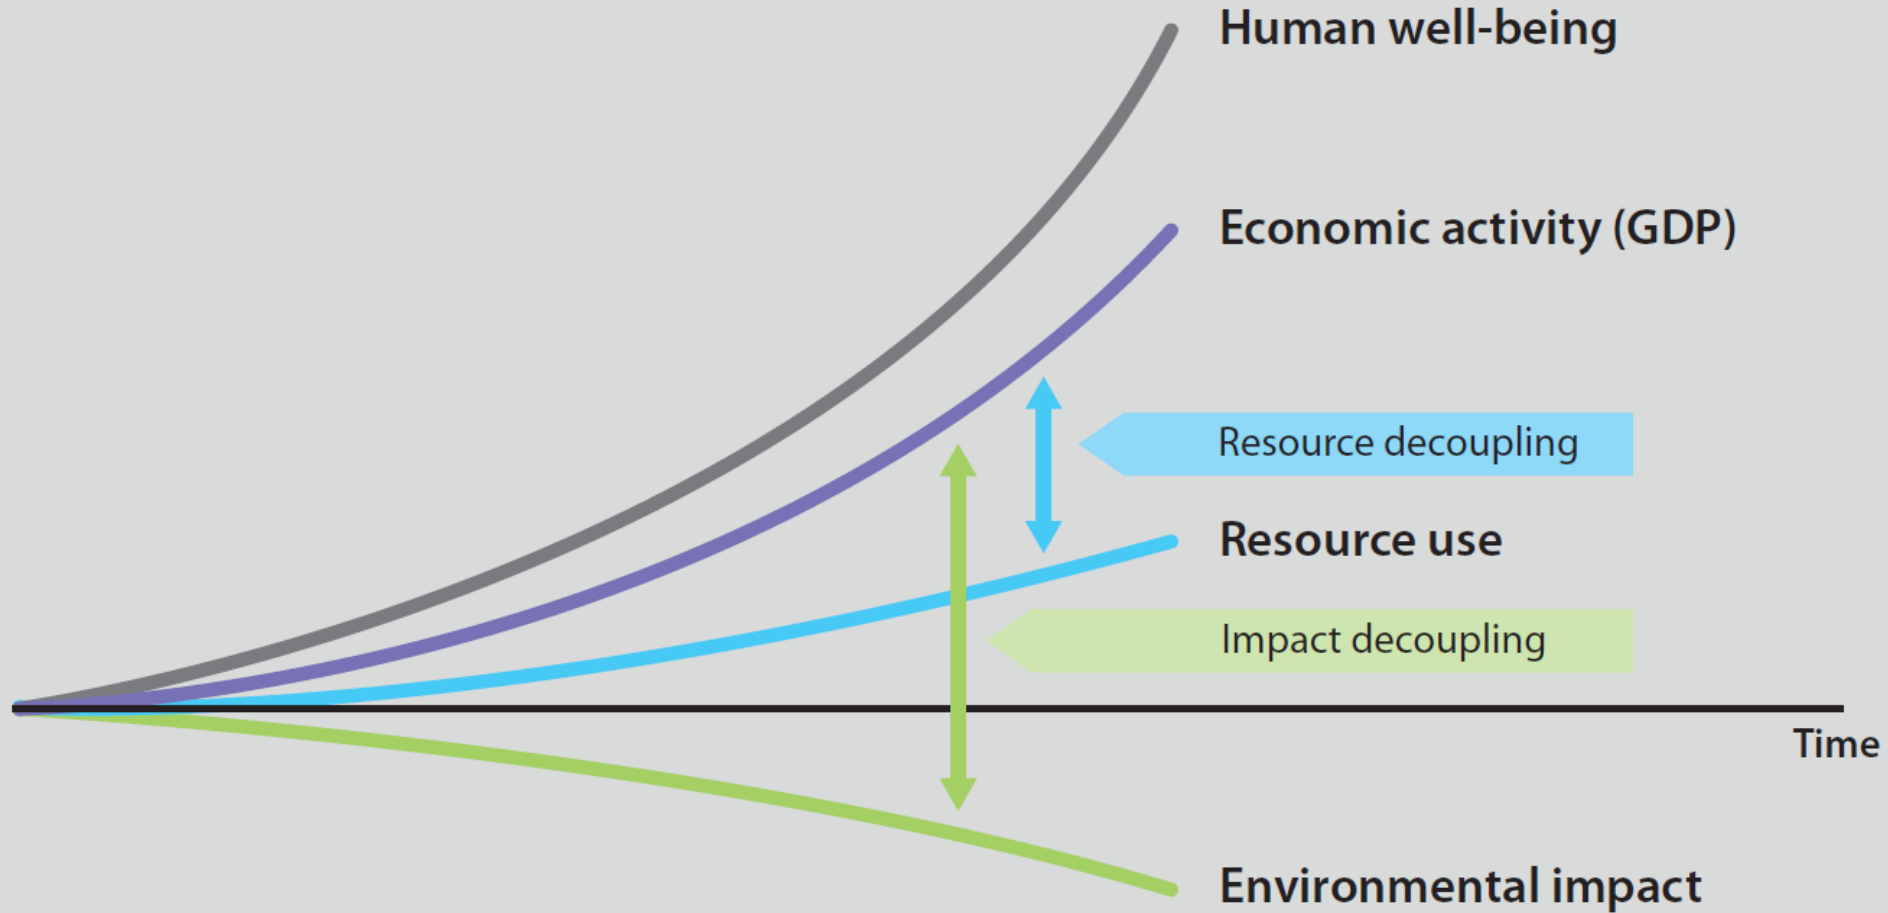 Human well-being
Economic activity (GDP)
Resource decoupling
Resource use
Impact decoupling
Time
Environmental impact